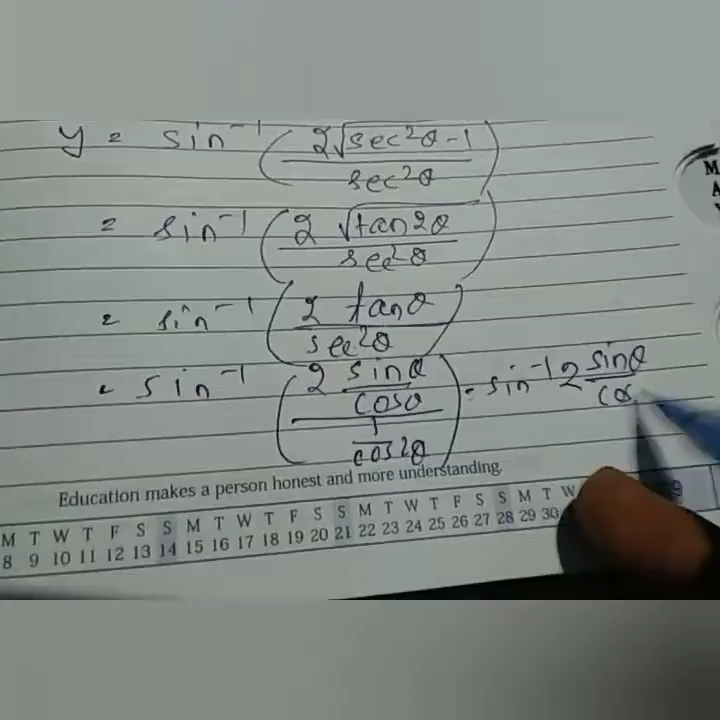 y = sin⁻¹ (2√sec²θ-1 / sec²θ)
= sin⁻¹ (2 √tan2θ / sec²θ)
= sin⁻¹ (2 tanθ / sec²θ)
= sin⁻¹ (2 sinθ/cosθ / 1/cos2θ) = sin⁻¹ 2 sinθ/cos
Education makes a person honest and more understanding.
M T W T F S S M T W T F S S M T W T F S S M T W
8 9 10 11 12 13 14 15 16 17 18 19 20 21 22 23 24 25 26 27 28 29 30